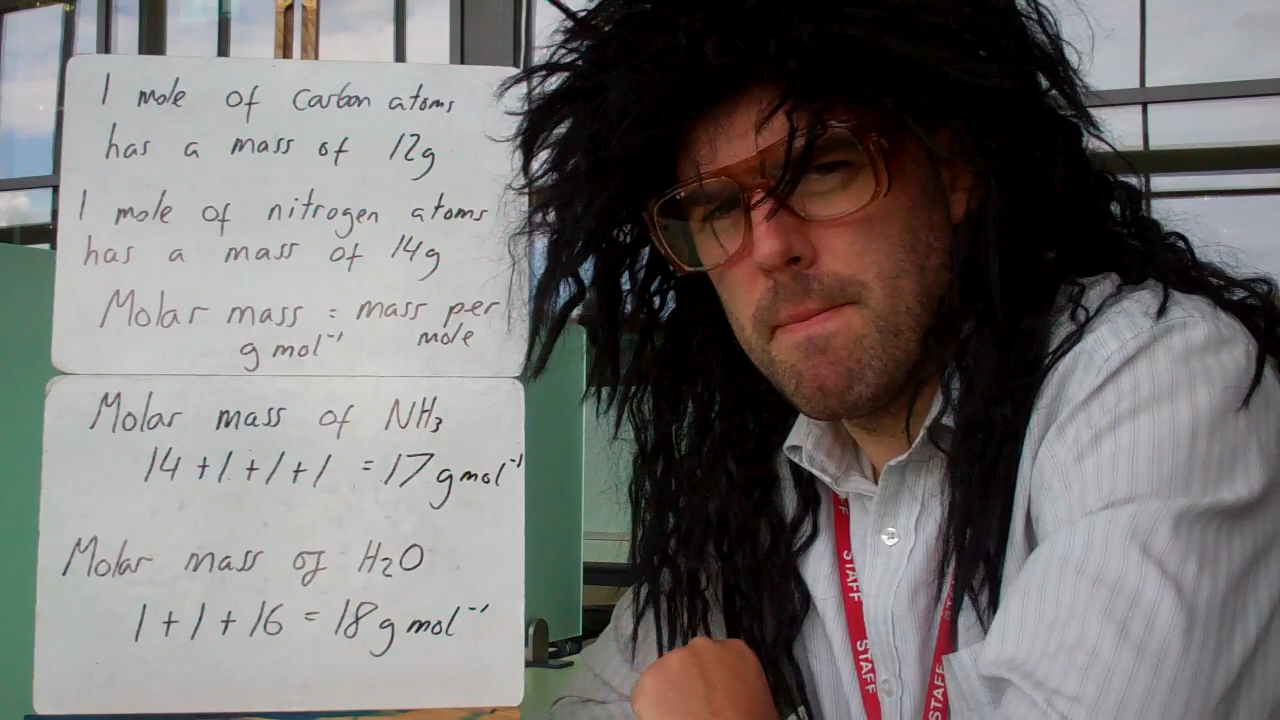 1 mole of carbon atoms
has a mass of 12g
1 mole of nitrogen atoms
has a mass of 14g
Molar mass : mass per
g mol⁻¹ mole
Molar mass of NH₃
14 + 1 + 1 + 1 = 17 g mol⁻¹
Molar mass of H₂O
1 + 1 + 16 = 18 g mol⁻¹
STAFF
STAFF
STAFF